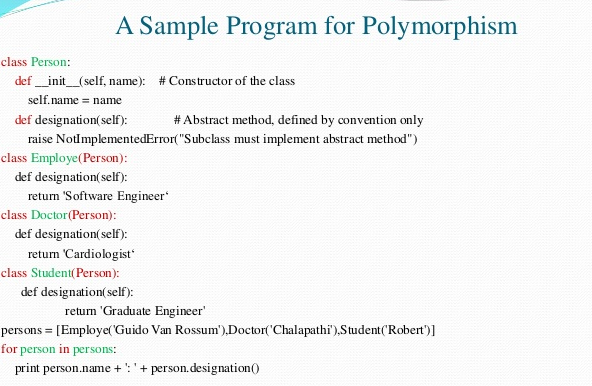 A Sample Program for Polymorphism
class Person:
def __init__(self, name): # Constructor of the class
self.name = name
def designation(self): # Abstract method, defined by convention only
raise NotImplementedError("Subclass must implement abstract method")
class Employe(Person):
def designation(self):
return 'Software Engineer‘
class Doctor(Person):
def designation(self):
return 'Cardiologist‘
class Student(Person):
def designation(self):
return 'Graduate Engineer'
persons = [Employe('Guido Van Rossum'),Doctor('Chalapathi'),Student('Robert')]
for person in persons:
print person.name + ': ' + person.designation()